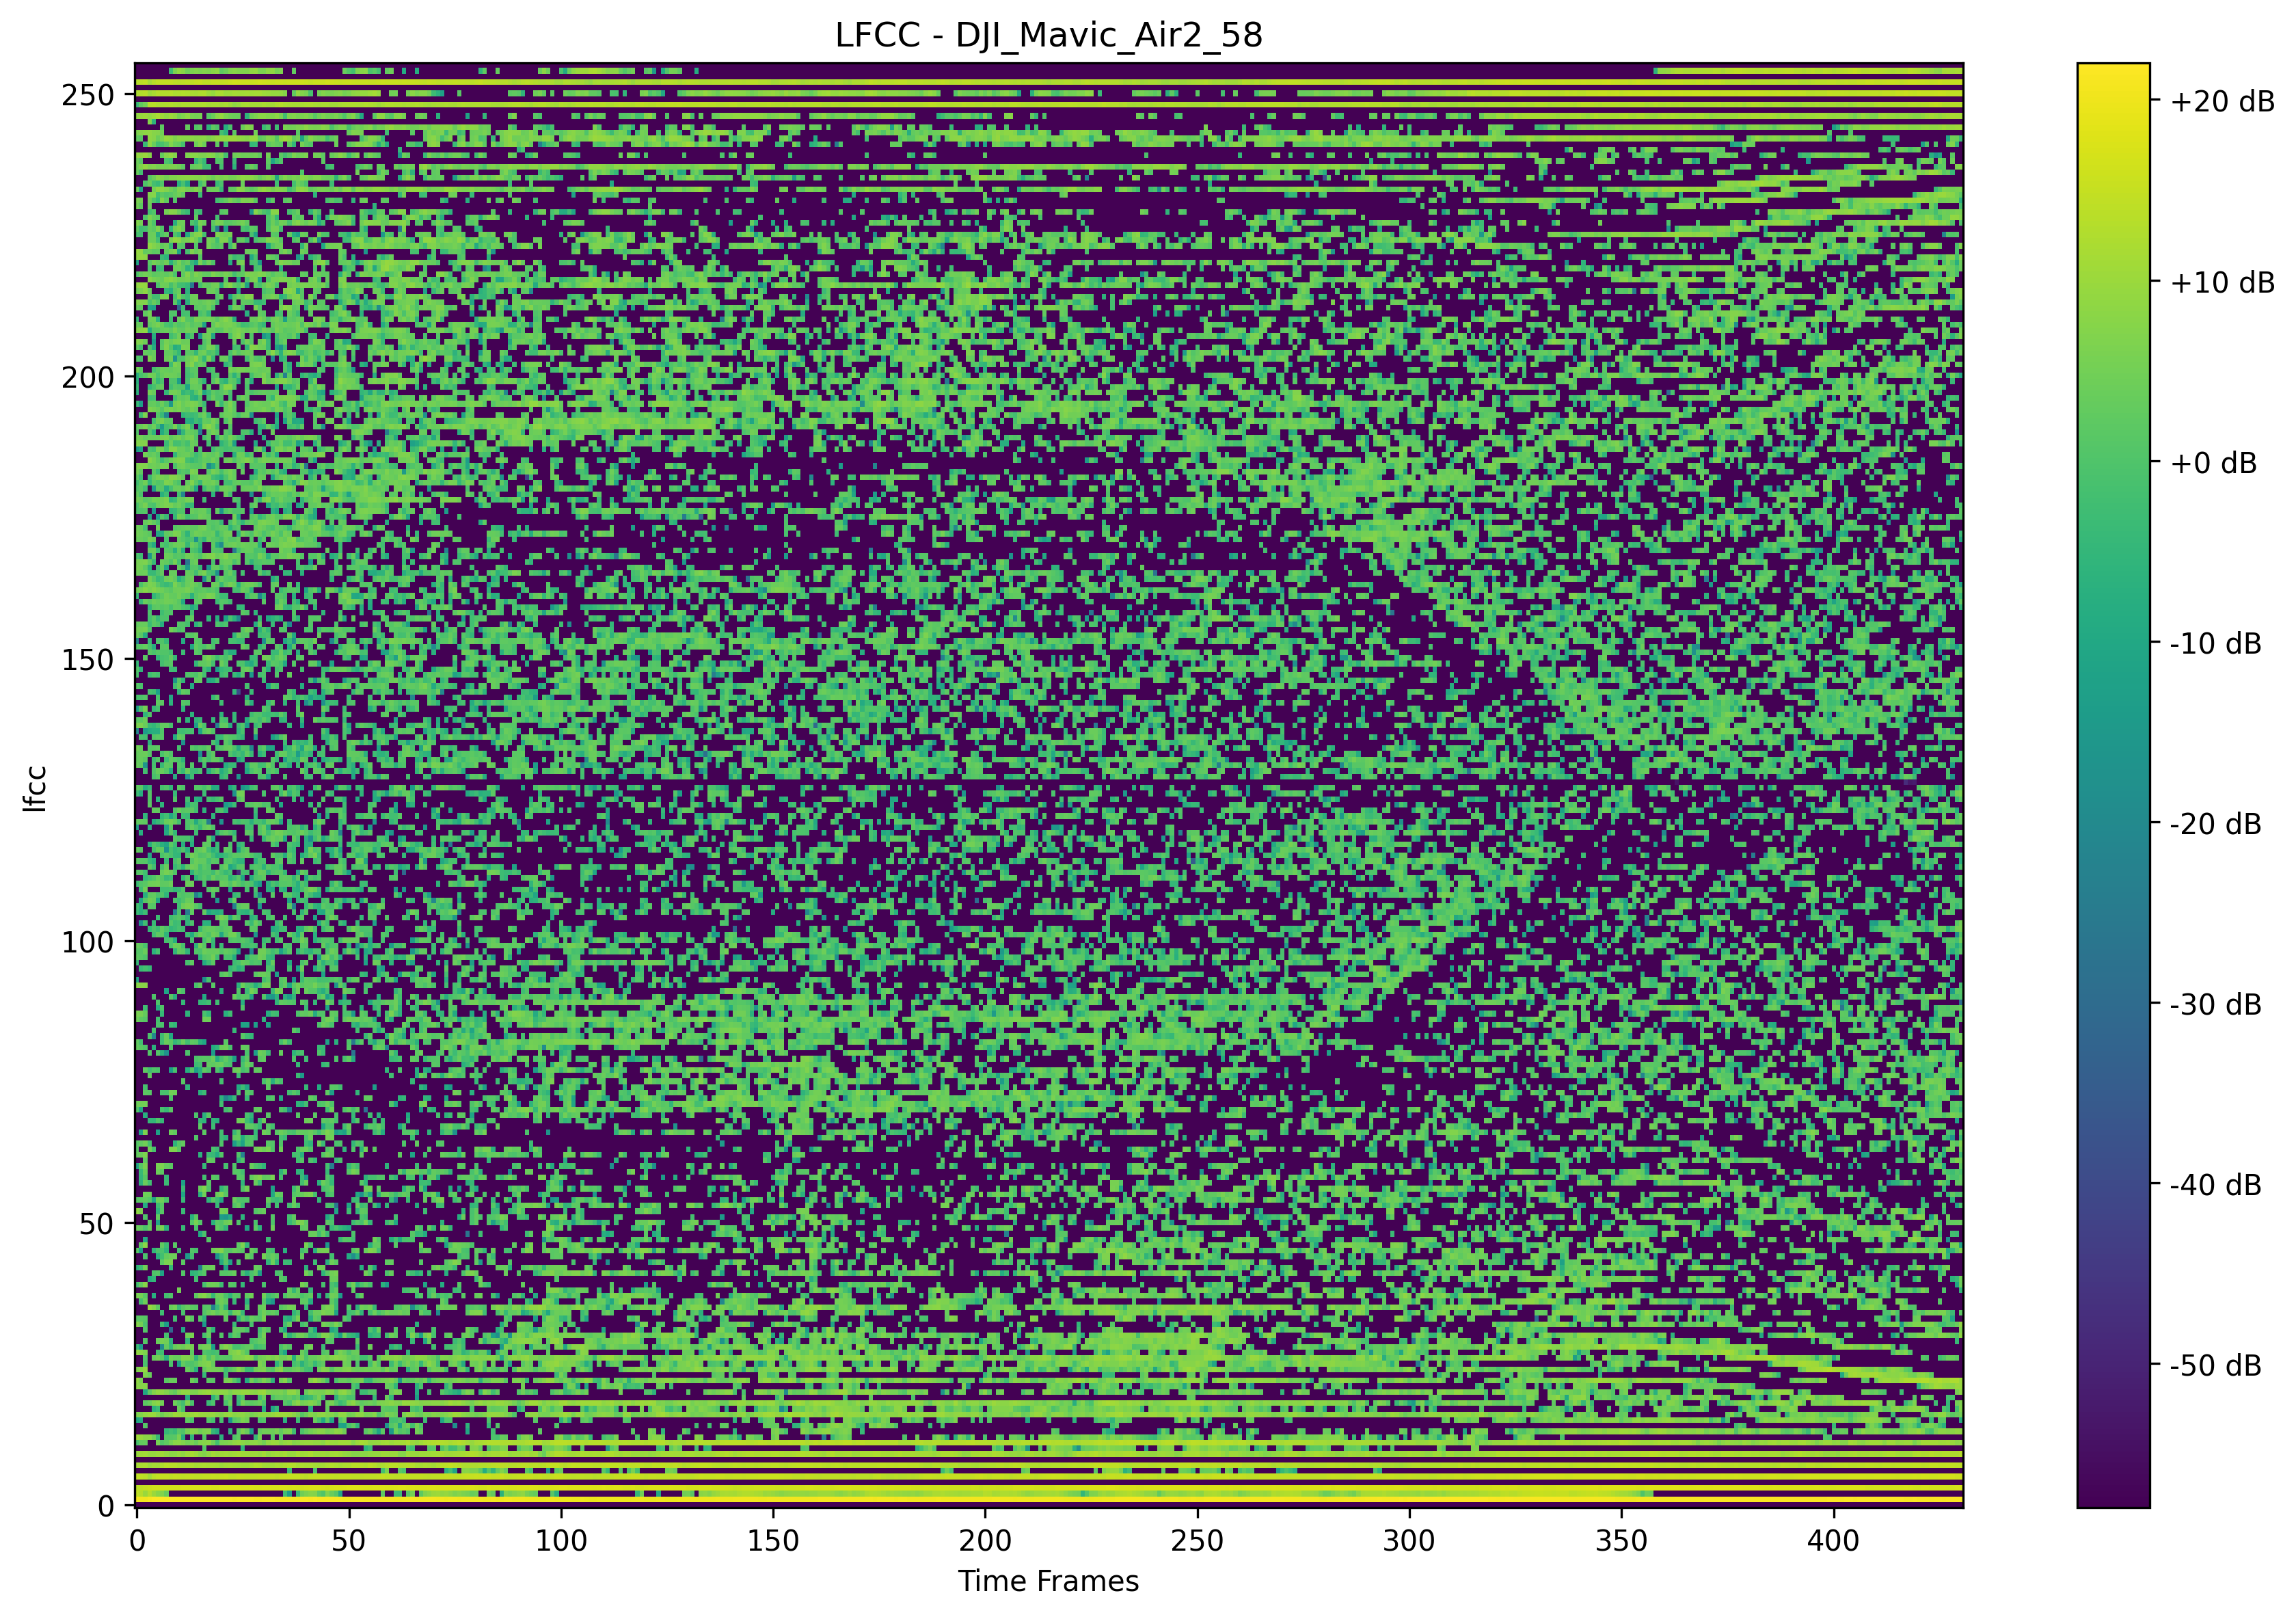 LFCC - DJI_Mavic_Air2_58
250
200
150
100
50
0
lfcc
0 50 100 150 200 250 300 350 400
Time Frames
+20 dB
+10 dB
+0 dB
-10 dB
-20 dB
-30 dB
-40 dB
-50 dB